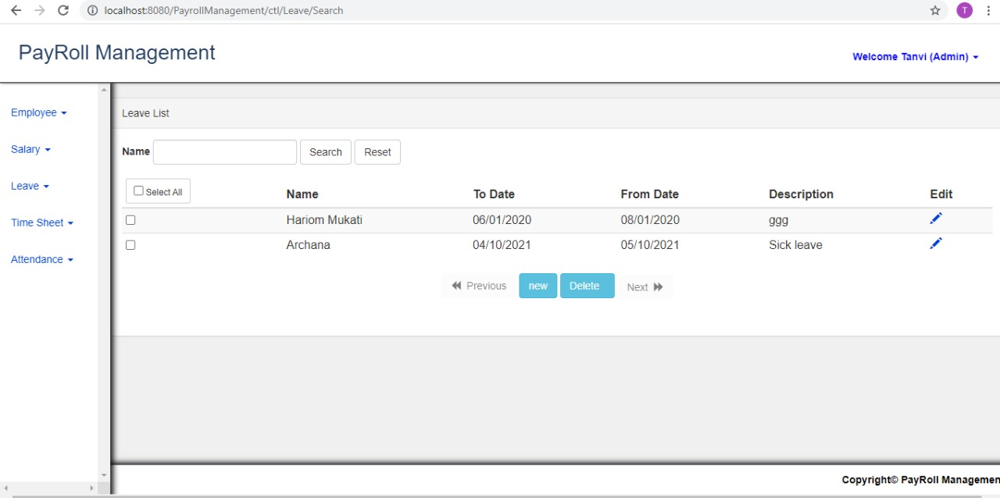 localhost:8080/PayrollManagement/ctl/Leave/Search
T
PayRoll Management
Welcome Tanvi (Admin)
Employee
Salary
Leave
Time Sheet
Attendance
Leave List
Name Search Reset
Select All Name To Date From Date Description Edit
Hariom Mukati 06/01/2020 08/01/2020 ggg
Archana 04/10/2021 05/10/2021 Sick leave
Previous new Delete Next
Copyright© PayRoll Managemen